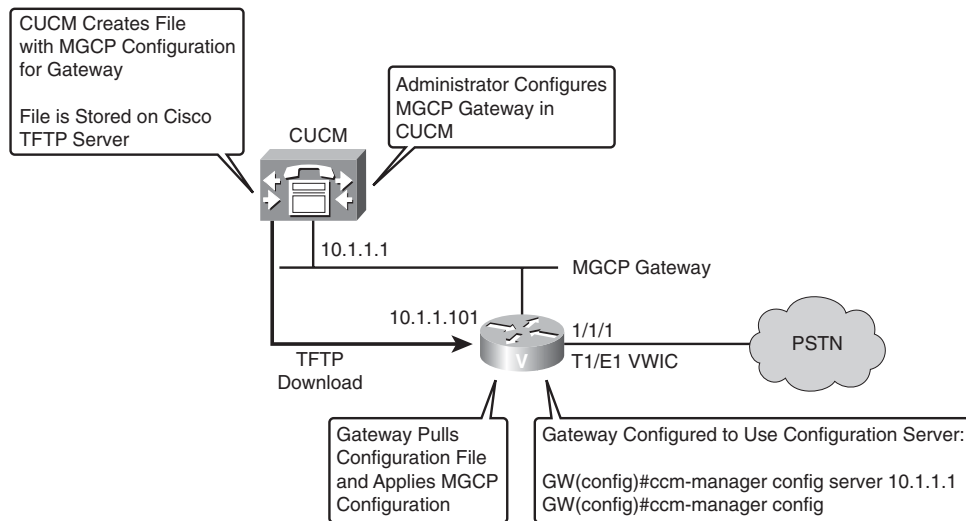 CUCM Creates File
with MGCP Configuration
for Gateway
File is Stored on Cisco
TFTP Server
Administrator Configures
MGCP Gateway in
CUCM
CUCM
10.1.1.1
MGCP Gateway
10.1.1.101
1/1/1
PSTN
V
T1/E1 VWIC
TFTP
Download
Gateway Pulls
Configuration File
and Applies MGCP
Configuration
Gateway Configured to Use Configuration Server:
GW(config)#ccm-manager config server 10.1.1.1
GW(config)#ccm-manager config